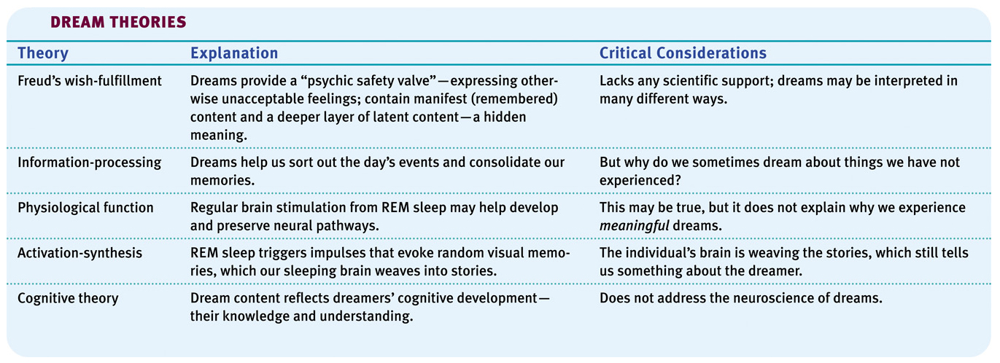 DREAM THEORIES
Theory Explanation Critical Considerations
Freud's wish-fulfillment
Dreams provide a “psychic safety valve”—expressing other-
wise unacceptable feelings; contain manifest (remembered)
content and a deeper layer of latent content—a hidden
meaning.
Lacks any scientific support; dreams may be interpreted in
many different ways.
Information-processing
Dreams help us sort out the day's events and consolidate our
memories.
But why do we sometimes dream about things we have not
experienced?
Physiological function
Regular brain stimulation from REM sleep may help develop
and preserve neural pathways.
This may be true, but it does not explain why we experience
meaningful dreams.
Activation-synthesis
REM sleep triggers impulses that evoke random visual memo-
ries, which our sleeping brain weaves into stories.
The individual's brain is weaving the stories, which still tells
us something about the dreamer.
Cognitive theory
Dream content reflects dreamers' cognitive development—
their knowledge and understanding.
Does not address the neuroscience of dreams.